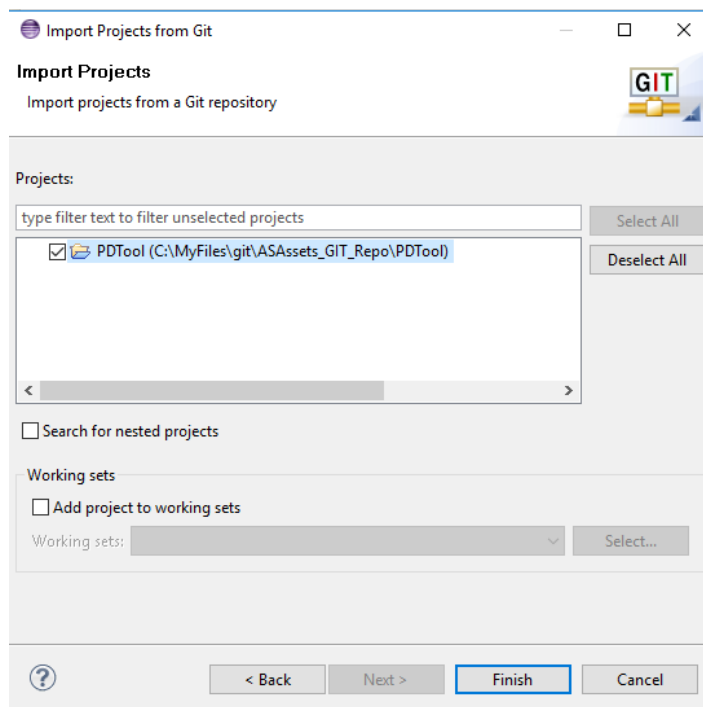 Import Projects from Git
Import Projects
Import projects from a Git repository
GIT
Projects:
type filter text to filter unselected projects
Select All
PDTool (C:\MyFiles\git\ASAssets_GIT_Repo\PDTool)
Deselect All
Search for nested projects
Working sets
Add project to working sets
Working sets:
Select...
?
< Back
Next >
Finish
Cancel